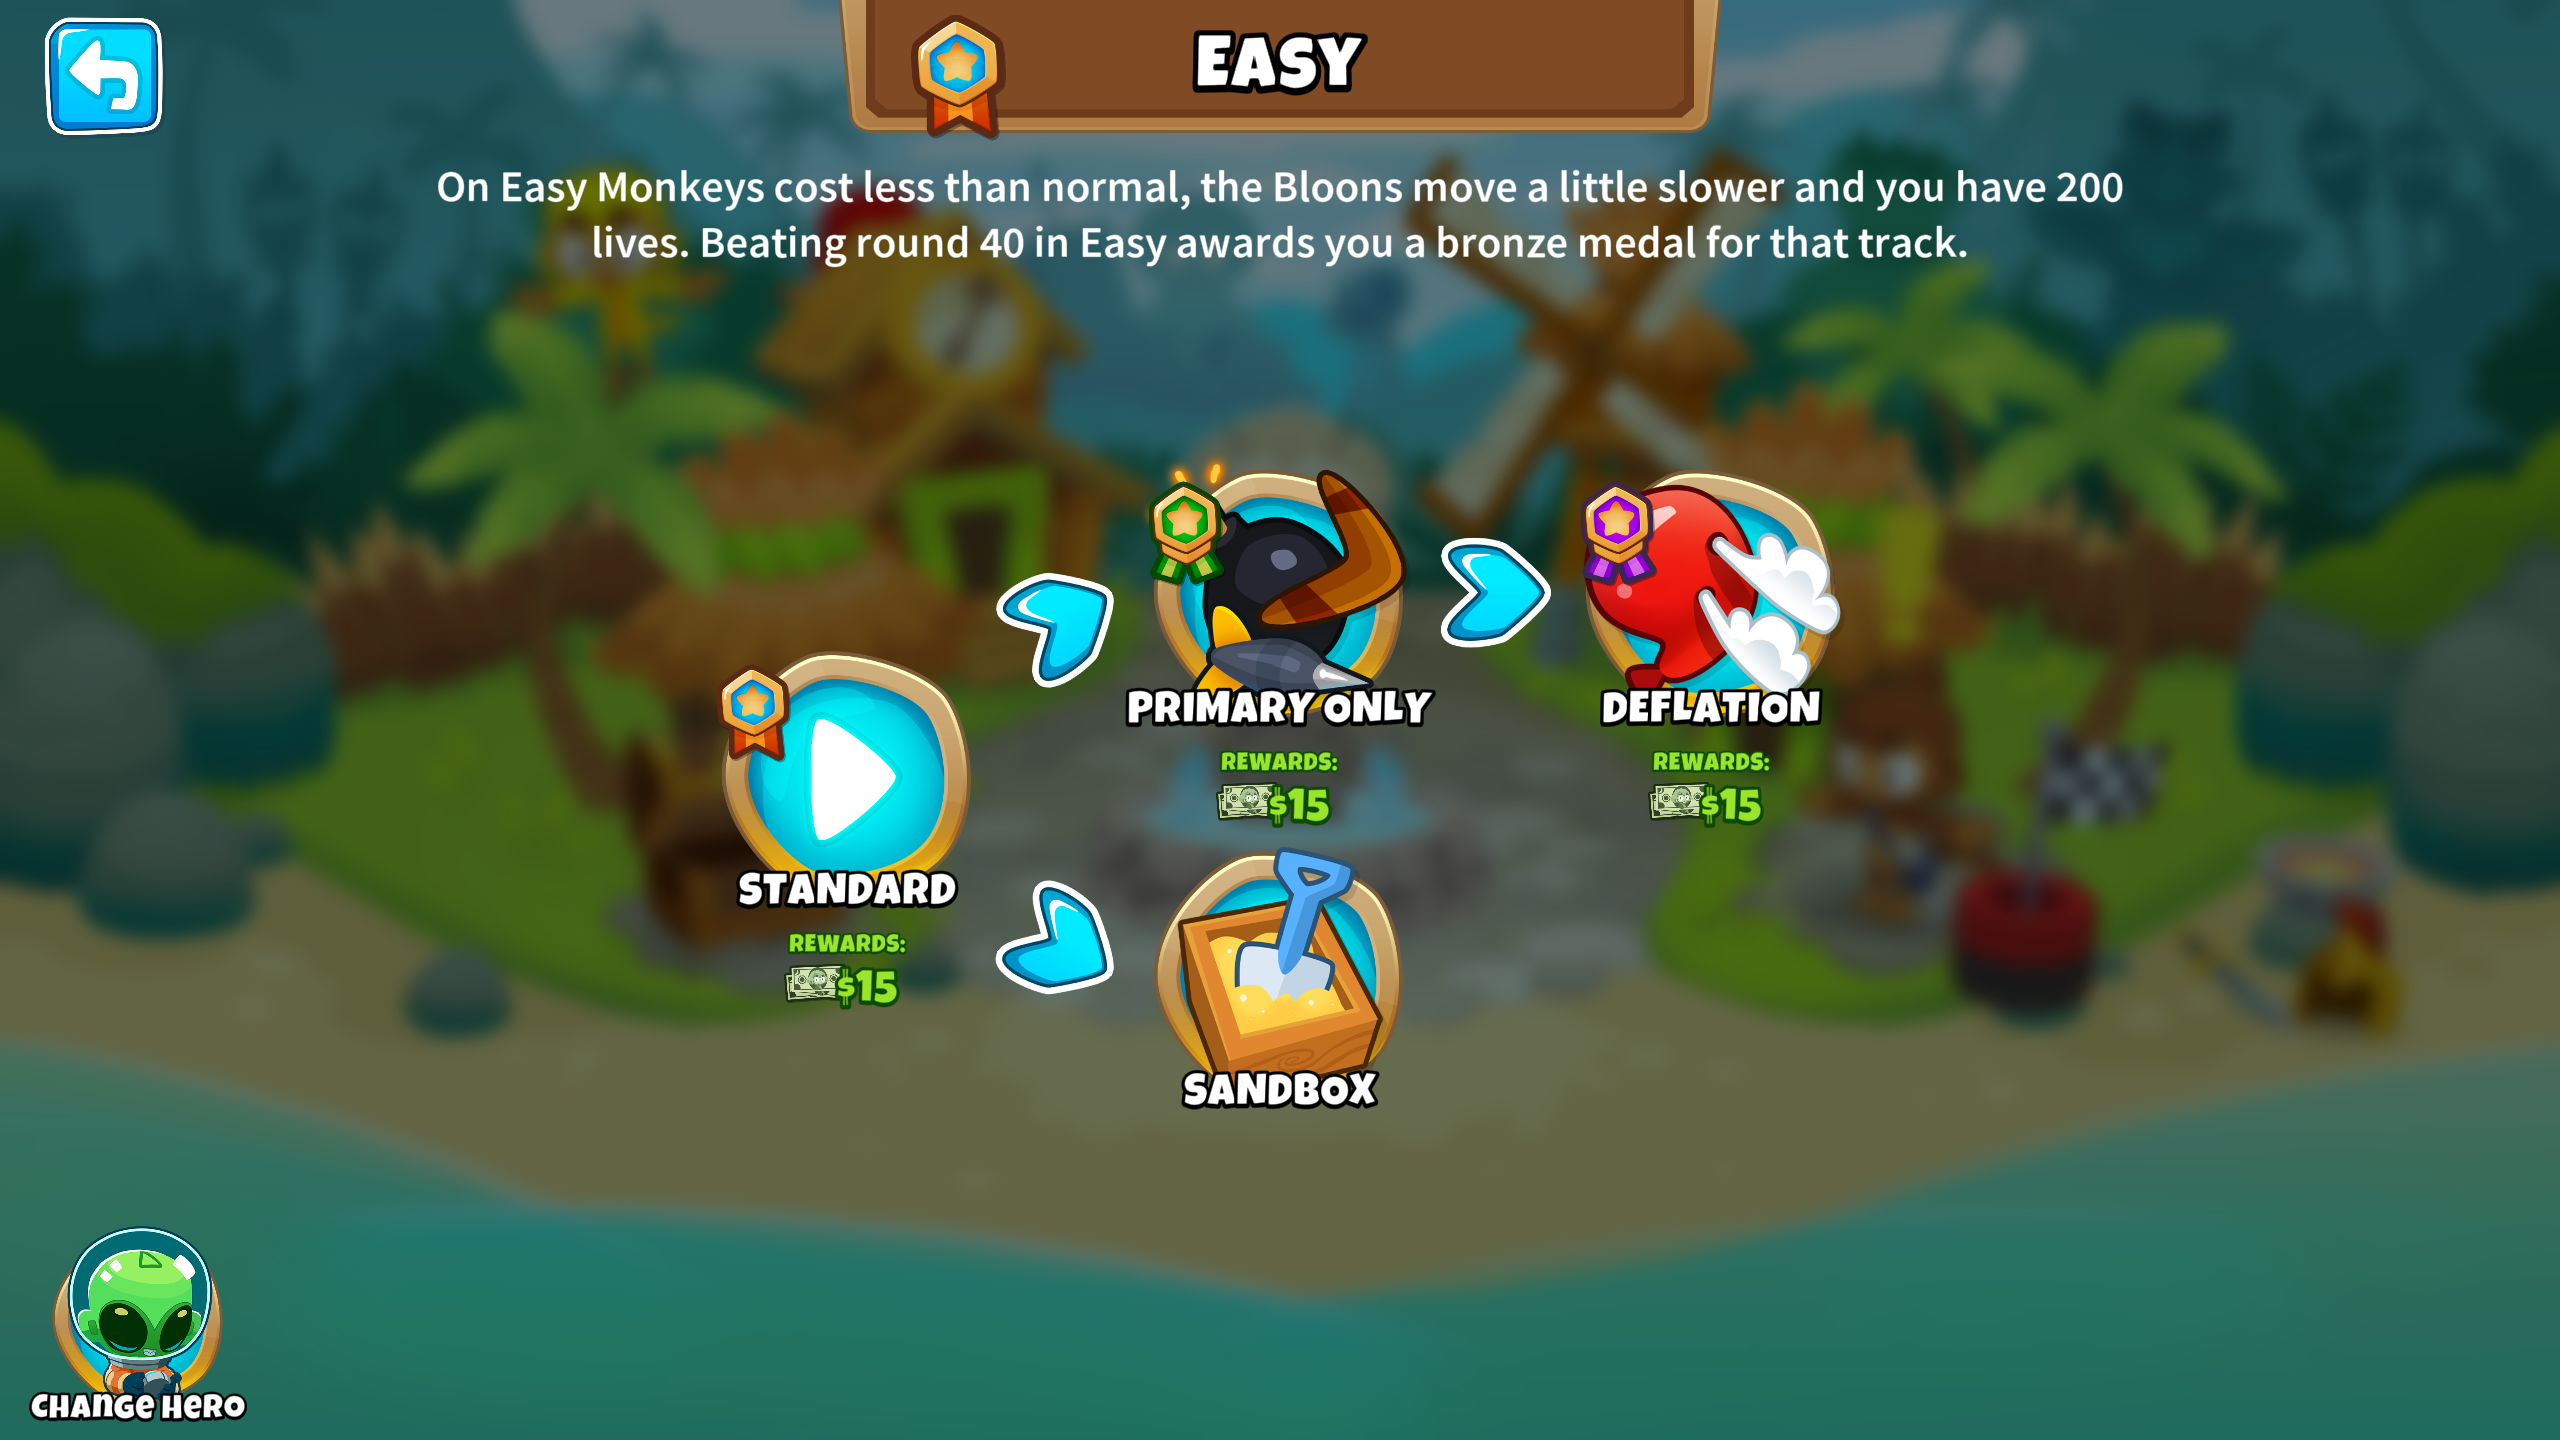 EASY
On Easy Monkeys cost less than normal, the Bloons move a little slower and you have 200
lives. Beating round 40 in Easy awards you a bronze medal for that track.
PRIMARY ONLY
REWARDS:
$15
DEFLATION
REWARDS:
$15
STANDARD
REWARDS:
$15
SANDBOX
CHANGE HERO